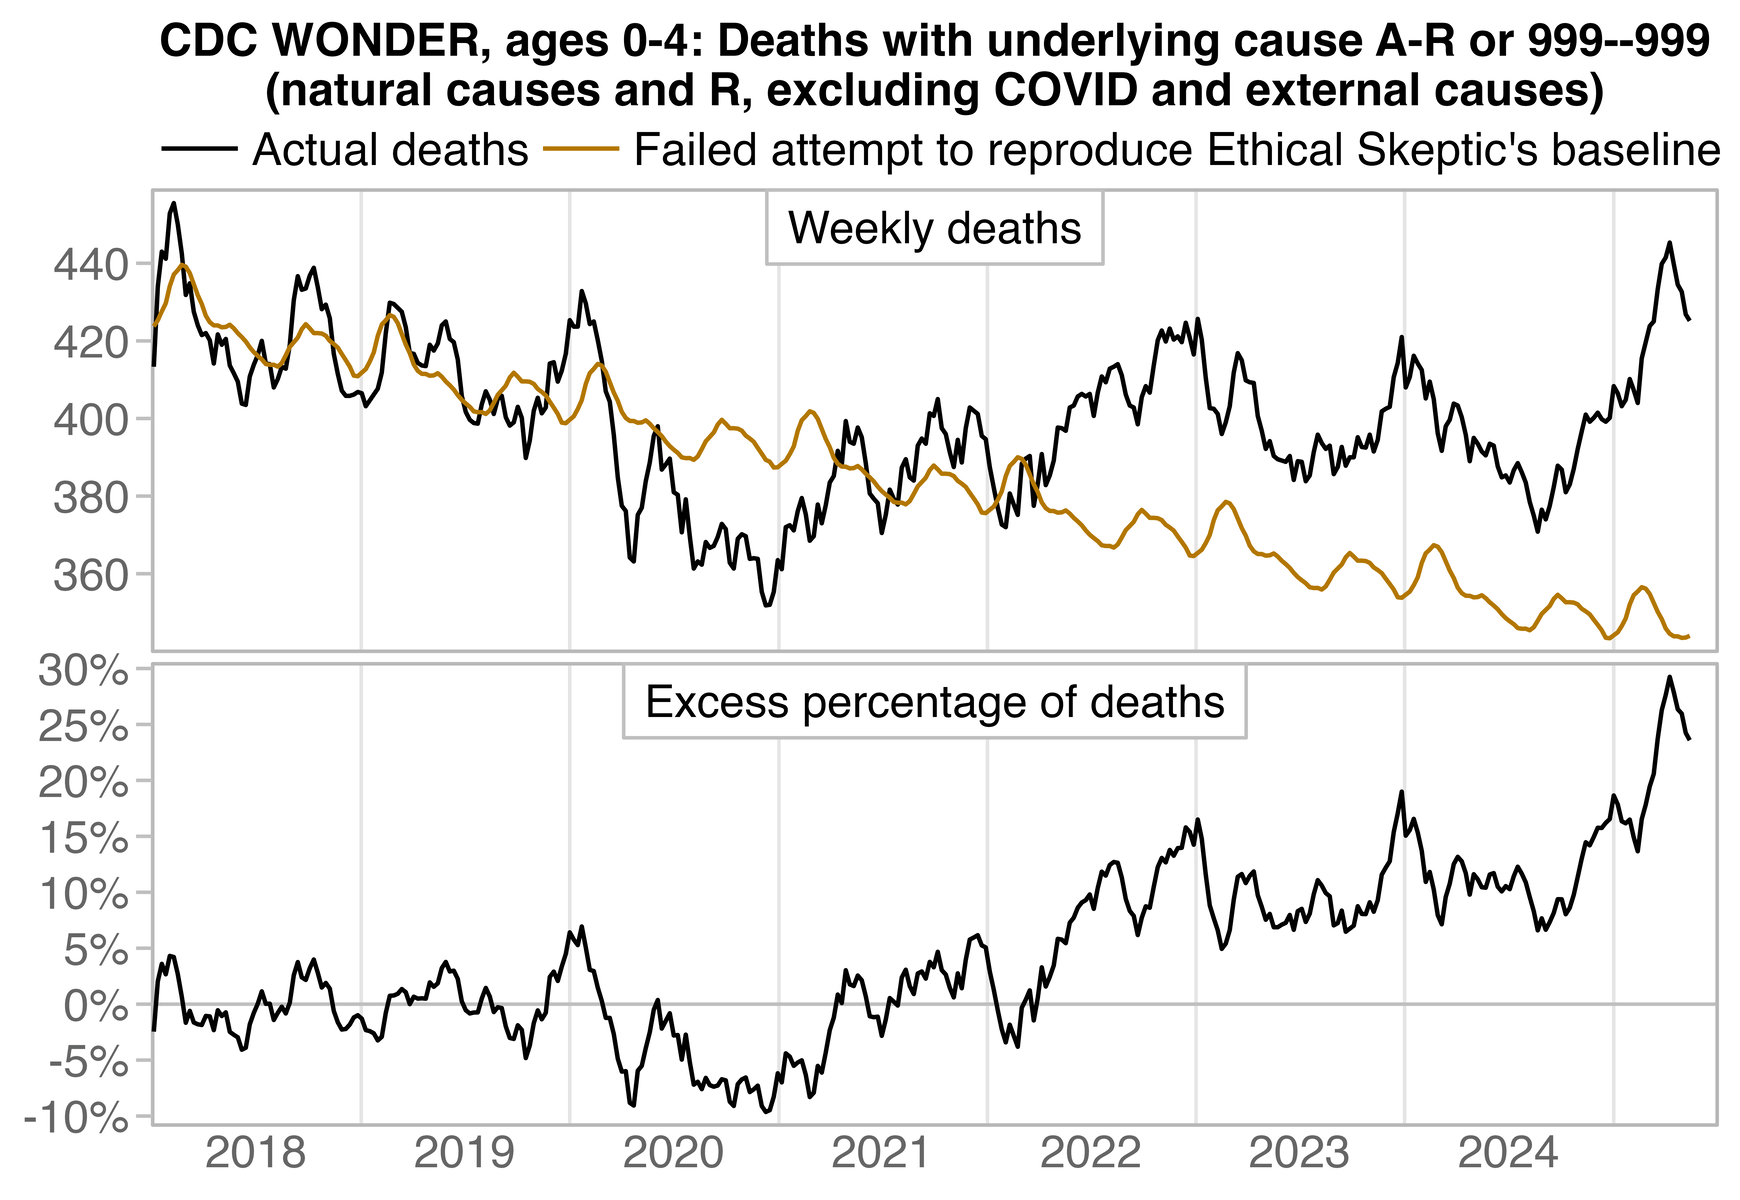 CDC WONDER, ages 0-4: Deaths with underlying cause A-R or 999--999
(natural causes and R, excluding COVID and external causes)
Actual deaths Failed attempt to reproduce Ethical Skeptic's baseline
Weekly deaths
440
420
400
380
360
Excess percentage of deaths
30%
25%
20%
15%
10%
5%
0%
-5%
-10%
2018 2019 2020 2021 2022 2023 2024